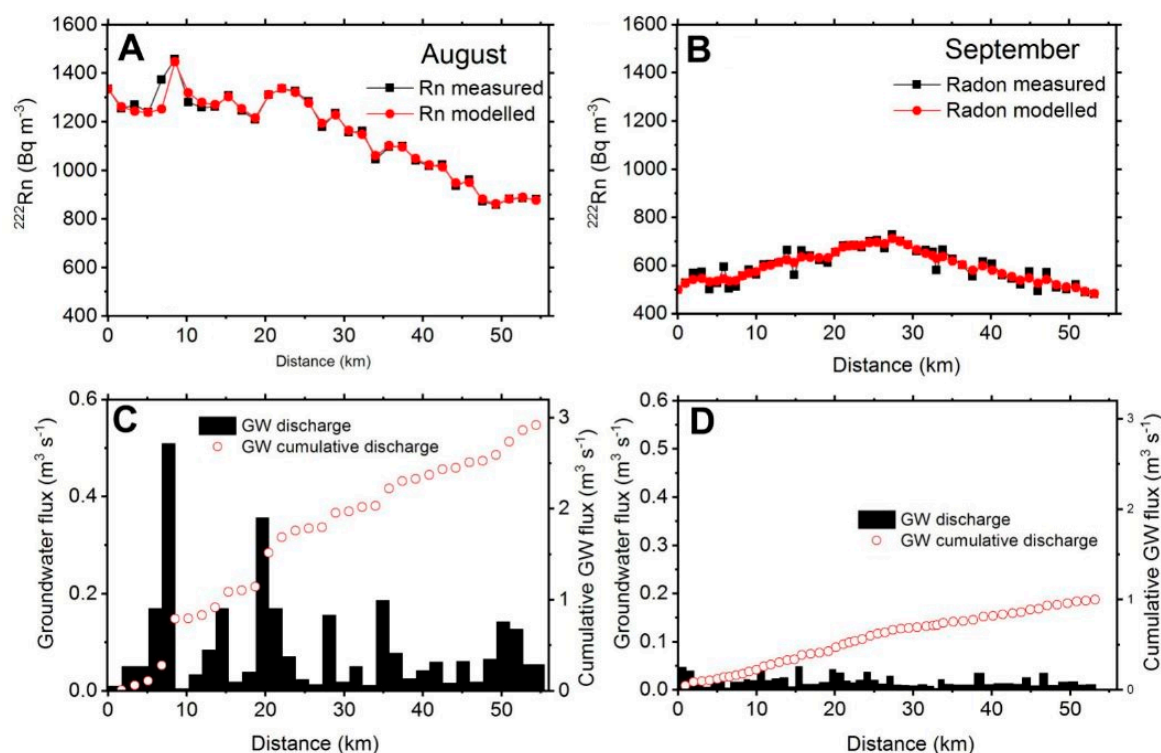 A
August
Rn measured
Rn modelled
1600
1400
1200
1000
800
600
400
²²²Rn (Bq m⁻³)
0 10 20 30 40 50
Distance (km)
B
September
Radon measured
Radon modelled
1600
1400
1200
1000
800
600
400
²²²Rn (Bq m⁻³)
0 10 20 30 40 50
Distance (km)
C
GW discharge
GW cumulative discharge
0.6
0.4
0.2
0.0
Groundwater flux (m³ s⁻¹)
3
2
1
0
Cumulative GW flux (m³ s⁻¹)
0 10 20 30 40 50
Distance (km)
D
GW discharge
GW cumulative discharge
0.6
0.5
0.4
0.3
0.2
0.1
0.0
Groundwater flux (m³ s⁻¹)
3
2
1
0
Cumulative GW flux (m³ s⁻¹)
0 10 20 30 40 50
Distance (km)